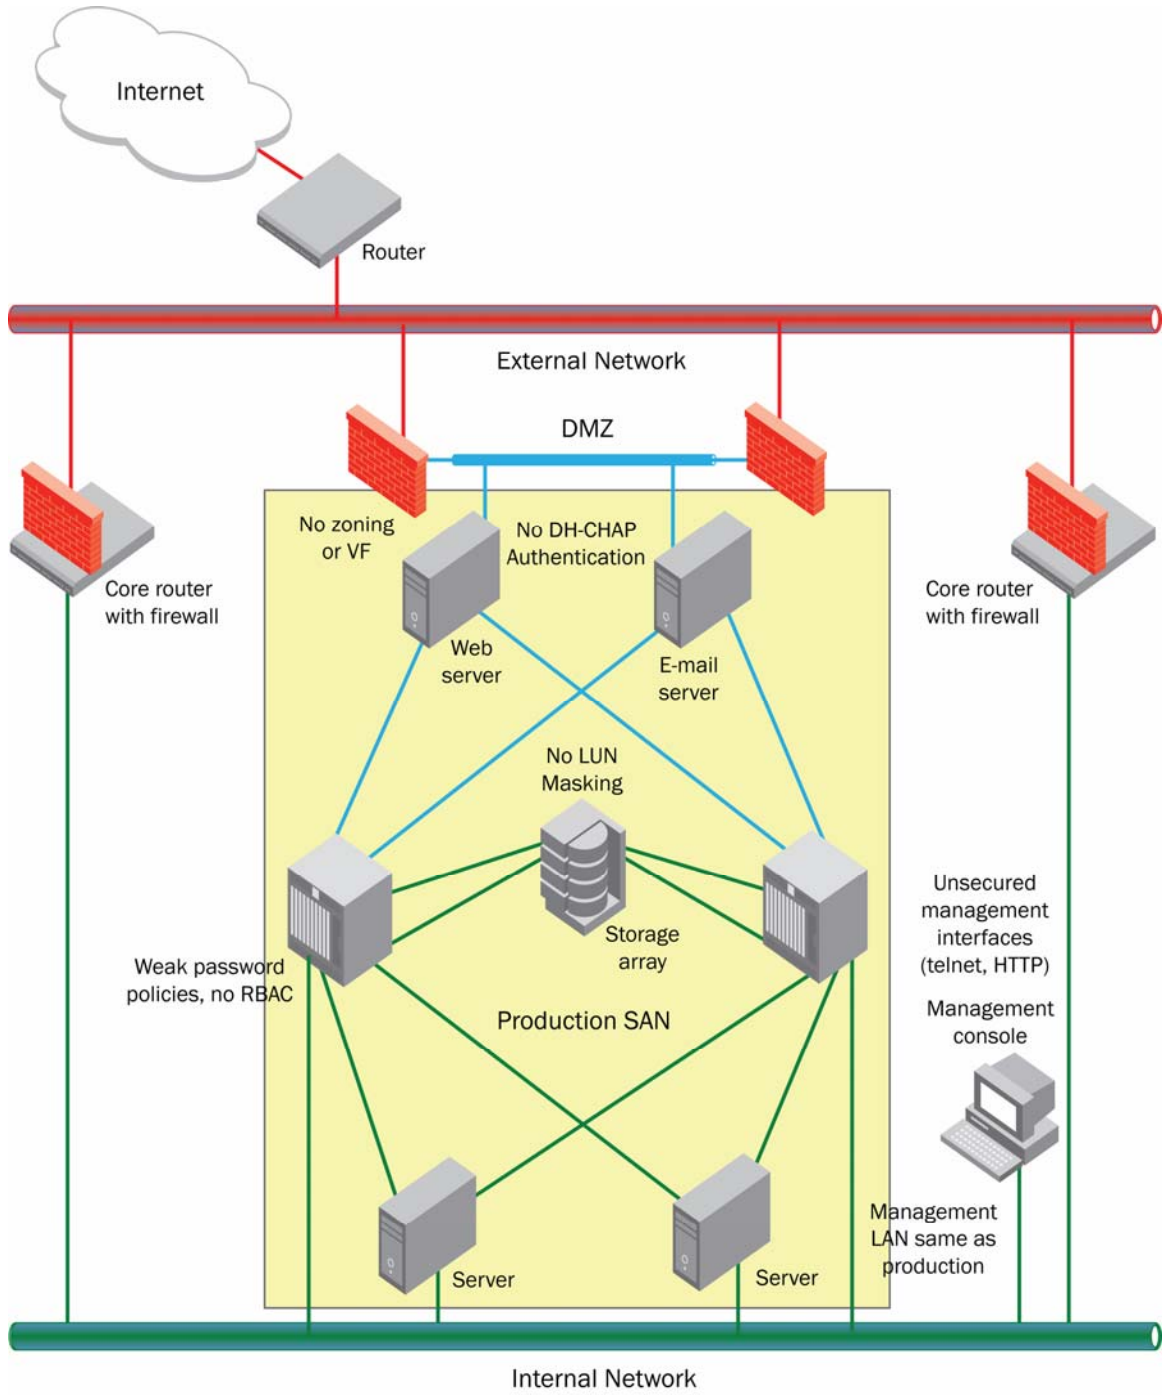 Internet
Router
External Network
DMZ
No zoning
or VF
No DH-CHAP
Authentication
Core router
with firewall
Core router
with firewall
Web
server
E-mail
server
No LUN
Masking
Storage
array
Unsecured
management
interfaces
(telnet, HTTP)
Weak password
policies, no RBAC
Management
console
Production SAN
Management
LAN same as
production
Server
Server
Internal Network